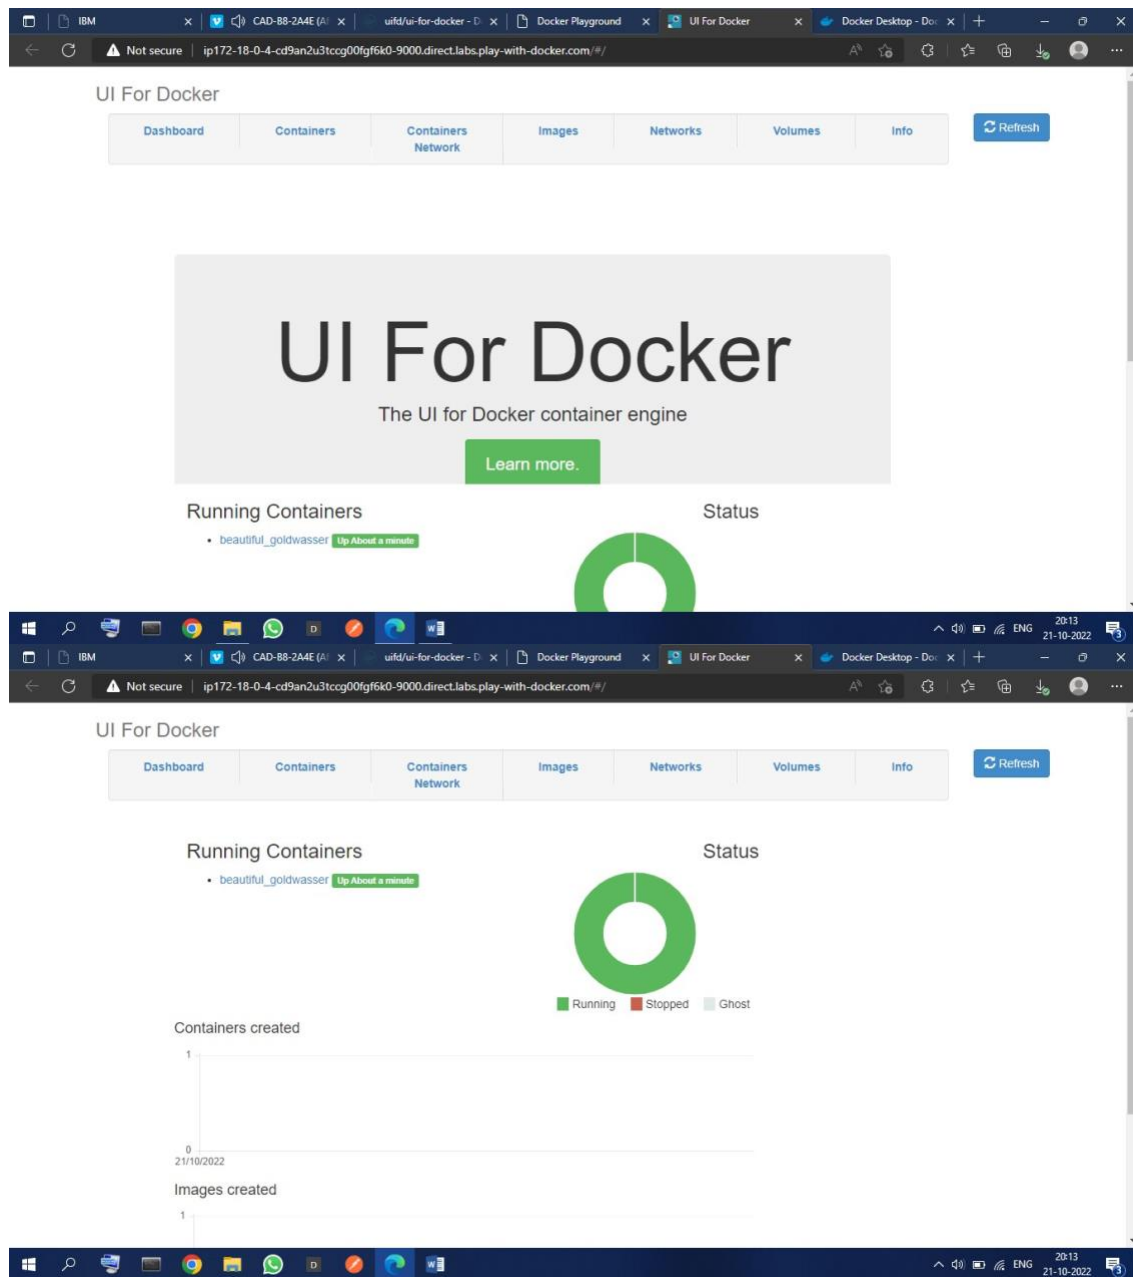 IBM CAD-B8-2A4E (A uifd/ui-for-docker - D Docker Playground UI For Docker Docker Desktop - Doc
Not secure ip172-18-0-4-cd9an2u3tccg00fgf6k0-9000.direct.labs.play-with-docker.com/#/
UI For Docker
Dashboard Containers Containers Network Images Networks Volumes Info Refresh
UI For Docker
The UI for Docker container engine
Learn more.
Running Containers Status
beautiful_goldwasser Up About a minute
ENG 20:13
21-10-2022 3
IBM CAD-B8-2A4E (A uifd/ui-for-docker - D Docker Playground UI For Docker Docker Desktop - Doc
Not secure ip172-18-0-4-cd9an2u3tccg00fgf6k0-9000.direct.labs.play-with-docker.com/#/
UI For Docker
Dashboard Containers Containers Network Images Networks Volumes Info Refresh
Running Containers Status
beautiful_goldwasser Up About a minute
Running Stopped Ghost
Containers created
1
0
21/10/2022
Images created
1
ENG 20:13
21-10-2022 3